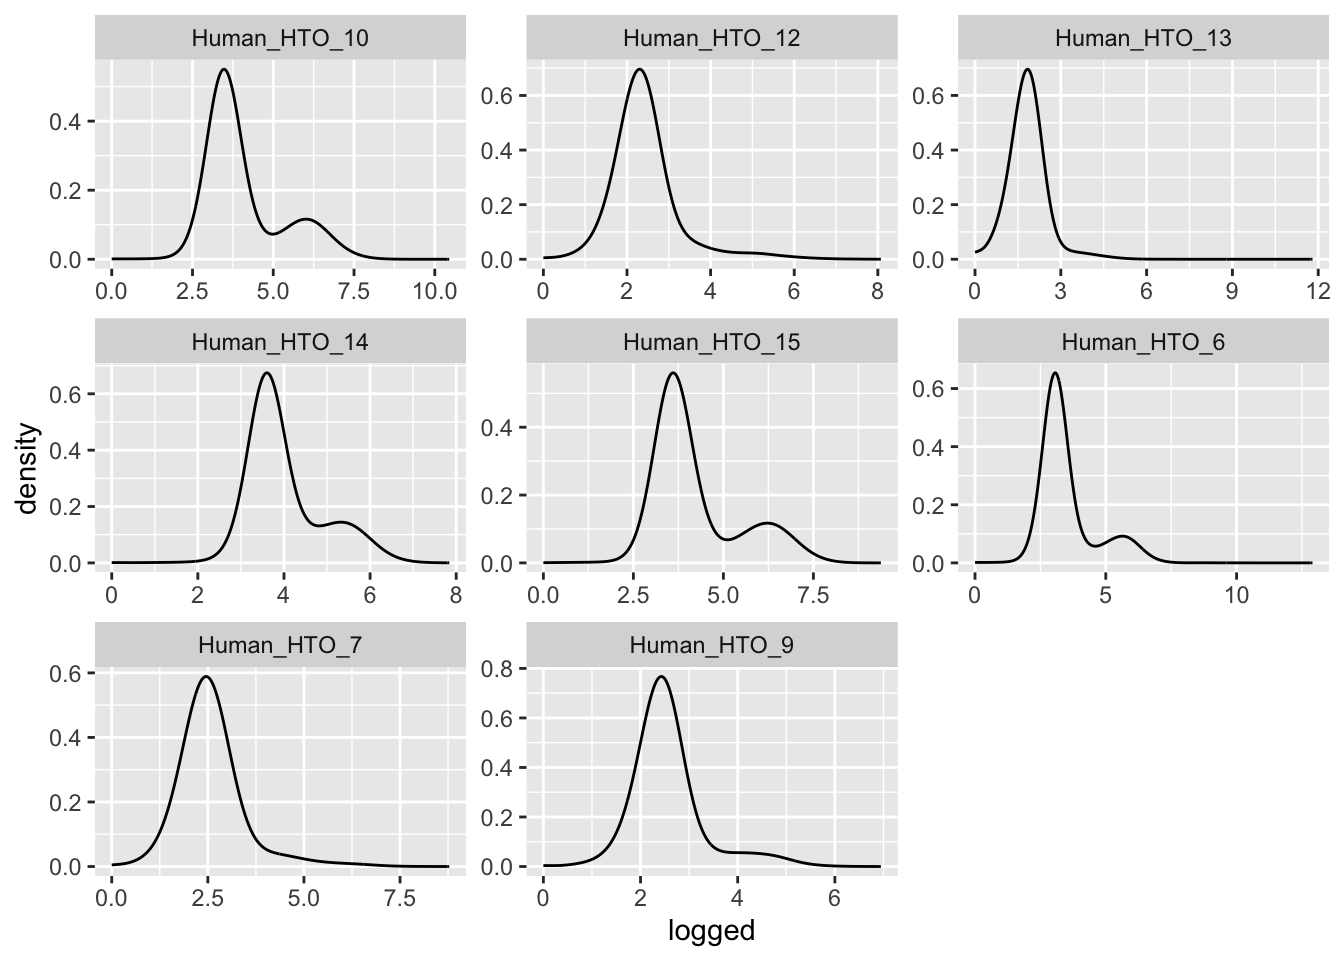 Human_HTO_10 Human_HTO_12 Human_HTO_13
0.4
0.2
0.0
0.0 2.5 5.0 7.5 10.0
0.6
0.4
0.2
0.0
0 2 4 6 8
0.6
0.4
0.2
0.0
0 3 6 9 12
Human_HTO_14 Human_HTO_15 Human_HTO_6
0.6
0.4
0.2
0.0
0 2 4 6 8
0.4
0.2
0.0
0.0 2.5 5.0 7.5
0.6
0.4
0.2
0.0
0 5 10
density
Human_HTO_7 Human_HTO_9
0.6
0.4
0.2
0.0
0.0 2.5 5.0 7.5
0.8
0.6
0.4
0.2
0.0
0 2 4 6
logged